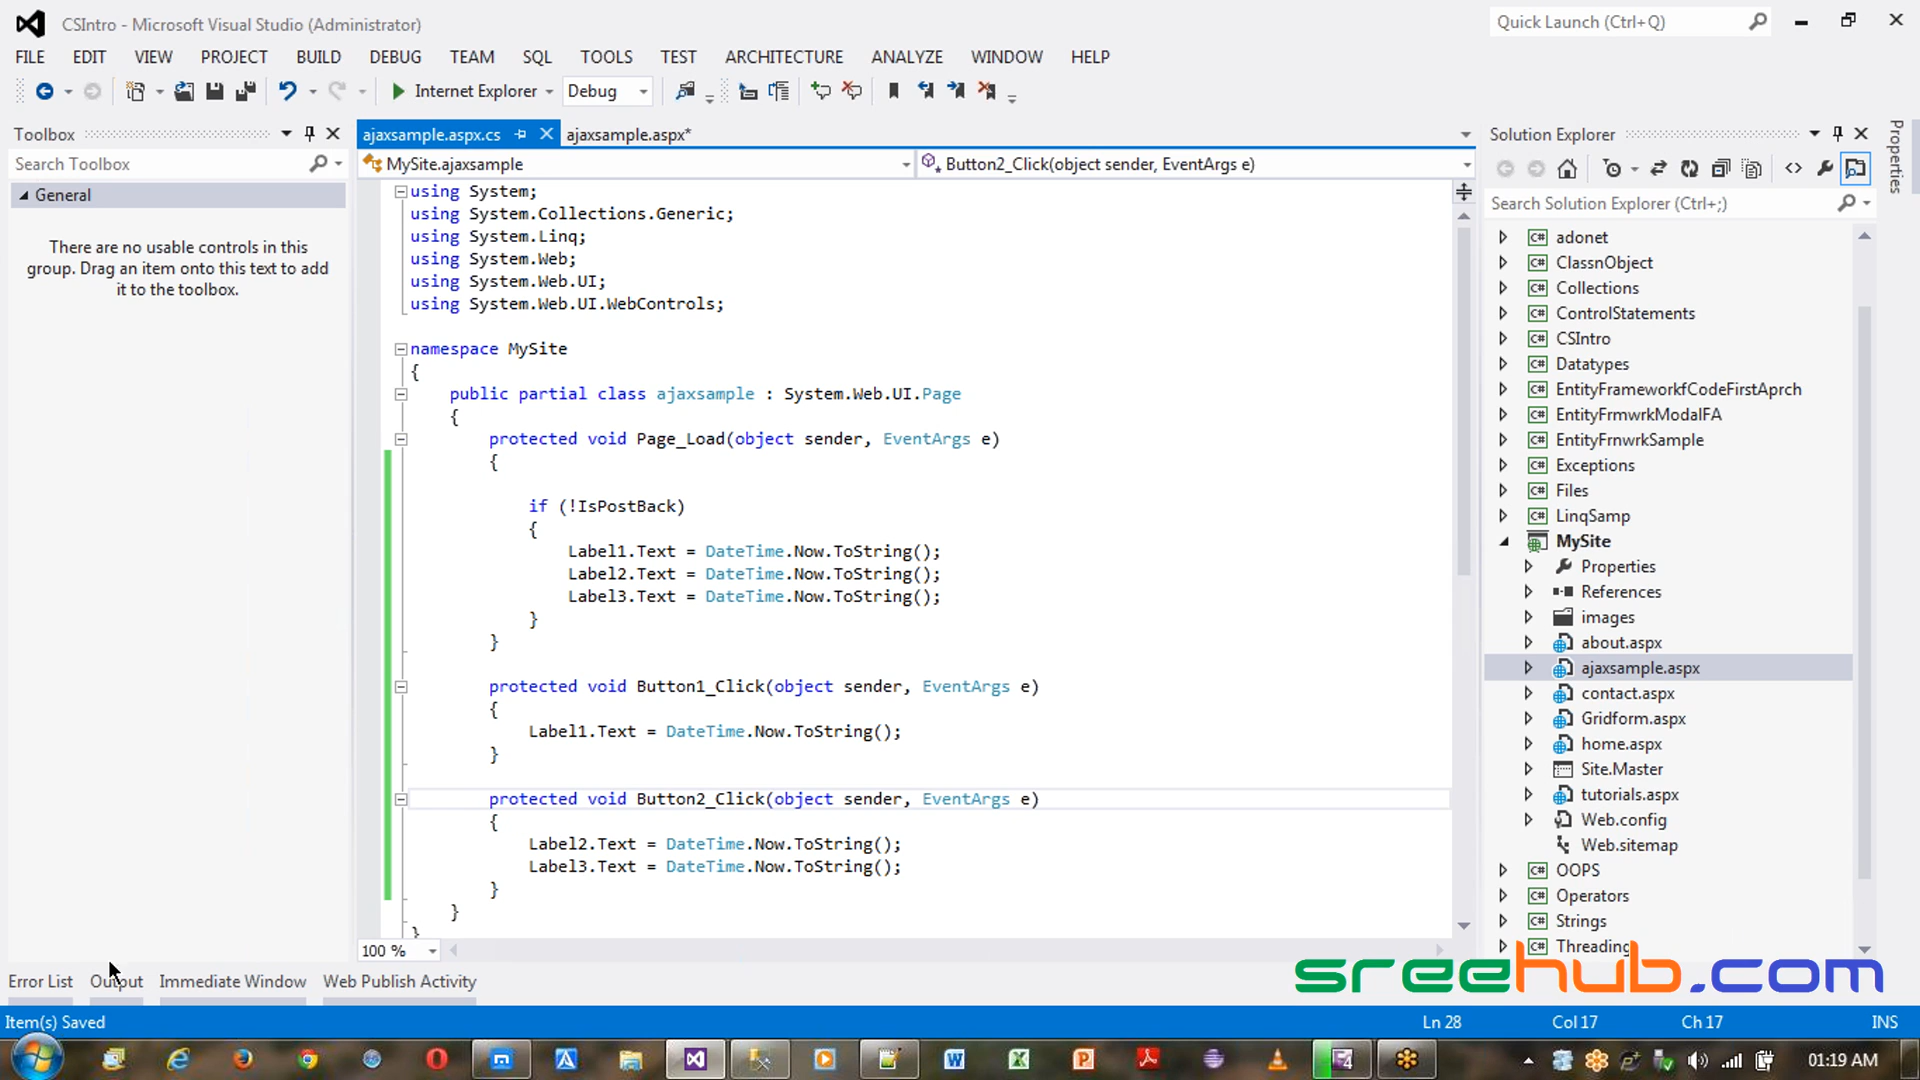 CSIntro - Microsoft Visual Studio (Administrator)
Quick Launch (Ctrl+Q)
FILE EDIT VIEW PROJECT BUILD DEBUG TEAM SQL TOOLS TEST ARCHITECTURE ANALYZE WINDOW HELP
Internet Explorer Debug
Toolbox
Search Toolbox
General
There are no usable controls in this
group. Drag an item onto this text to add
it to the toolbox.
ajaxsample.aspx.cs ajaxsample.aspx*
MySite.ajaxsample Button2_Click(object sender, EventArgs e)
using System;
using System.Collections.Generic;
using System.Linq;
using System.Web;
using System.Web.UI;
using System.Web.UI.WebControls;
namespace MySite
{
public partial class ajaxsample : System.Web.UI.Page
{
protected void Page_Load(object sender, EventArgs e)
{
if (!IsPostBack)
{
Label1.Text = DateTime.Now.ToString();
Label2.Text = DateTime.Now.ToString();
Label3.Text = DateTime.Now.ToString();
}
}
protected void Button1_Click(object sender, EventArgs e)
{
Label1.Text = DateTime.Now.ToString();
}
protected void Button2_Click(object sender, EventArgs e)
{
Label2.Text = DateTime.Now.ToString();
Label3.Text = DateTime.Now.ToString();
}
}
}
100 %
Solution Explorer
Search Solution Explorer (Ctrl+;)
adonet
ClassnObject
Collections
ControlStatements
CSIntro
Datatypes
EntityFrameworkfCodeFirstAprch
EntityFrmwrkModalFA
EntityFrnwrkSample
Exceptions
Files
LinqSamp
MySite
Properties
References
images
about.aspx
ajaxsample.aspx
contact.aspx
Gridform.aspx
home.aspx
Site.Master
tutorials.aspx
Web.config
Web.sitemap
OOPS
Operators
Strings
Threading
Properties
sreehub.com
Error List Output Immediate Window Web Publish Activity
Item(s) Saved Ln 28 Col 17 Ch 17 INS
01:19 AM